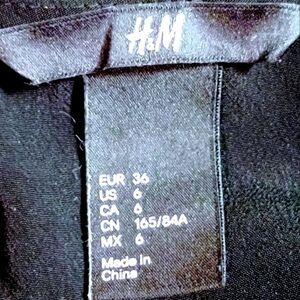 H&M
EUR 36
US 6
CA 6
CN 165/84A
MX 6
Made in
China